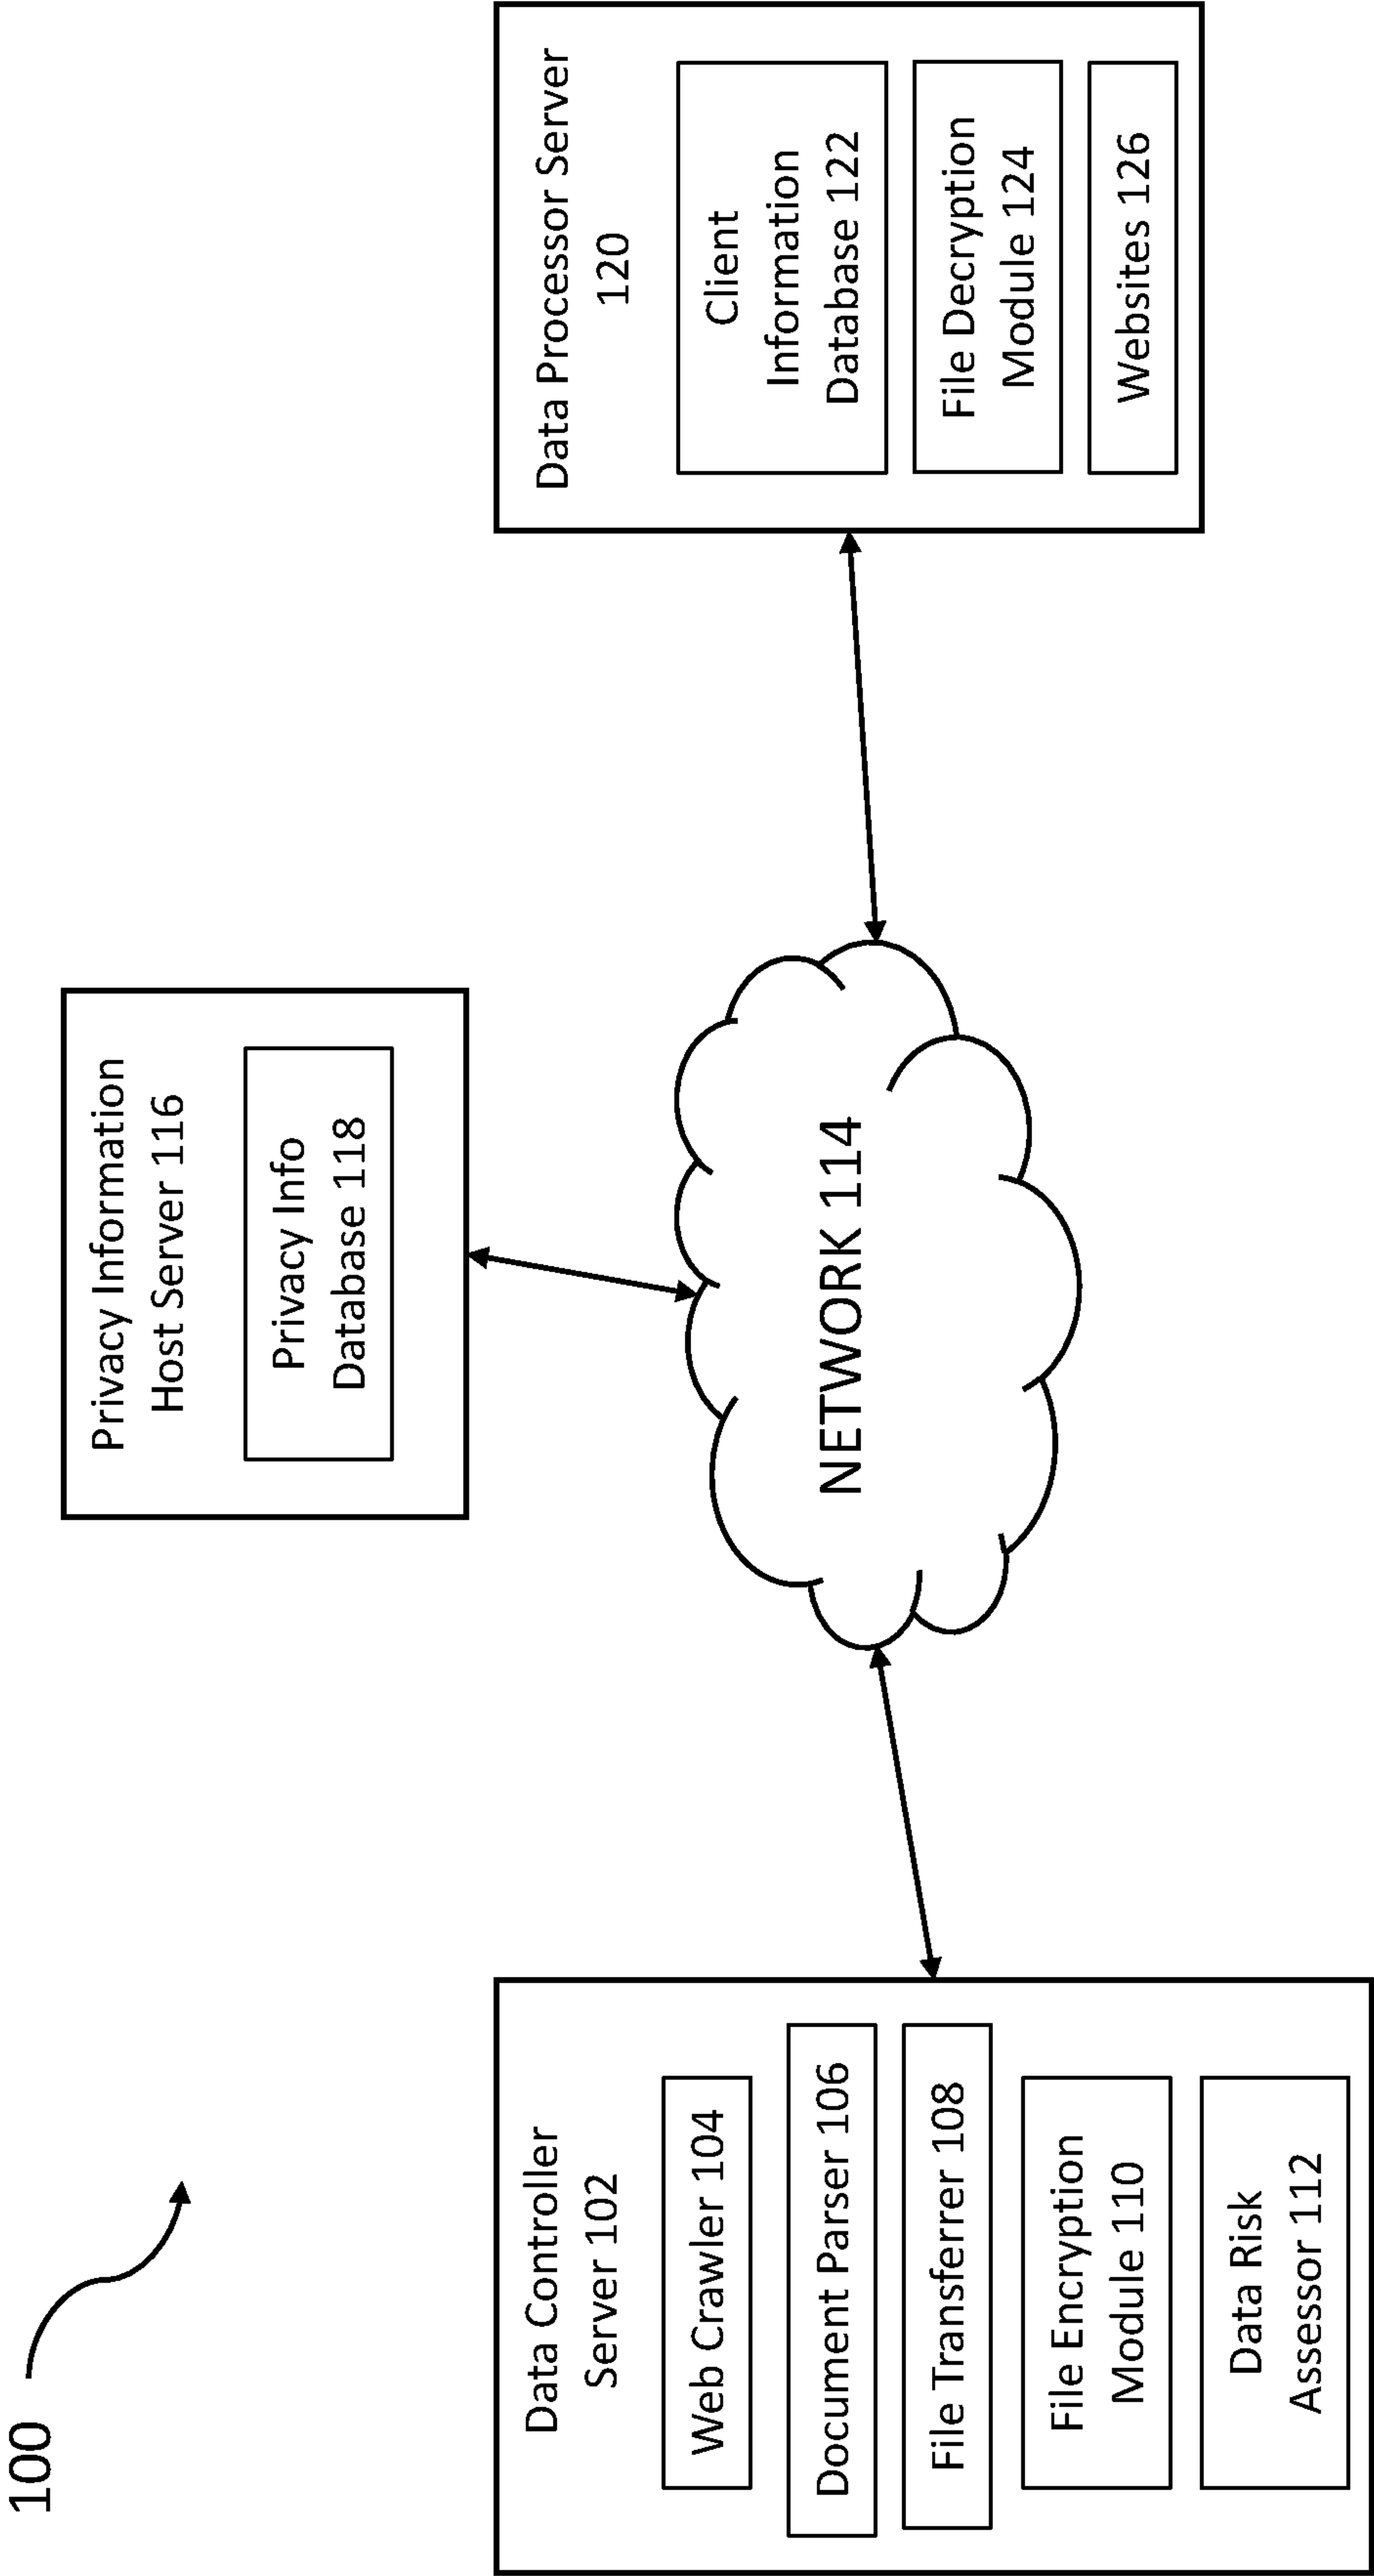 100
Data Controller
Server 102
Web Crawler 104
Document Parser 106
File Transferrer 108
File Encryption
Module 110
Data Risk
Assessor 112
Privacy Information
Host Server 116
Privacy Info
Database 118
NETWORK 114
Data Processor Server
120
Client
Information
Database 122
File Decryption
Module 124
Websites 126